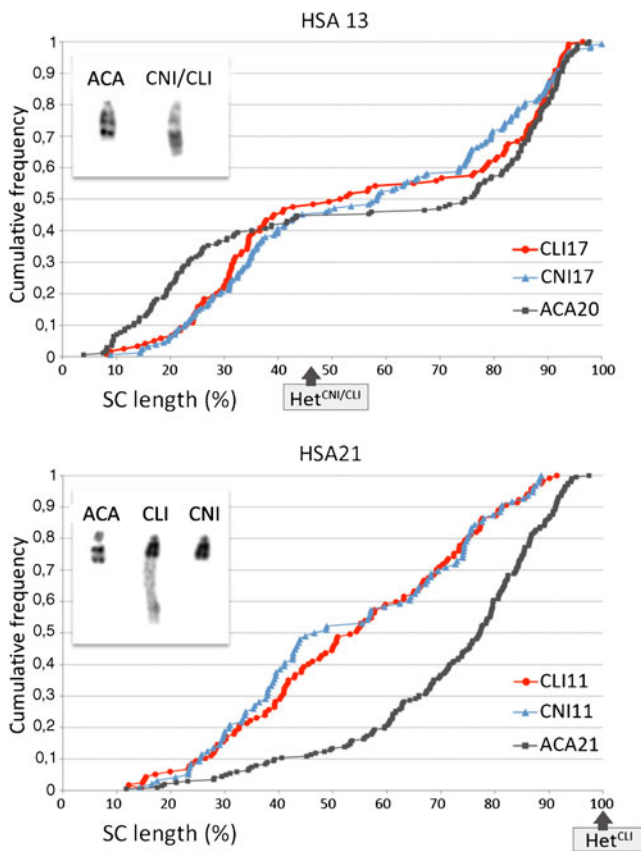 HSA 13
1
0,9
0,8
0,7
0,6
0,5
0,4
0,3
0,2
0,1
0
Cumulative frequency
ACA CNI/CLI
CLI17
CNI17
ACA20
0 10 20 30 40 50 60 70 80 90 100
SC length (%)
Het^CNI/CLI
HSA21
1
0,9
0,8
0,7
0,6
0,5
0,4
0,3
0,2
0,1
0
Cumulative frequency
ACA CLI CNI
CLI11
CNI11
ACA21
0 10 20 30 40 50 60 70 80 90 100
SC length (%)
Het^CLI